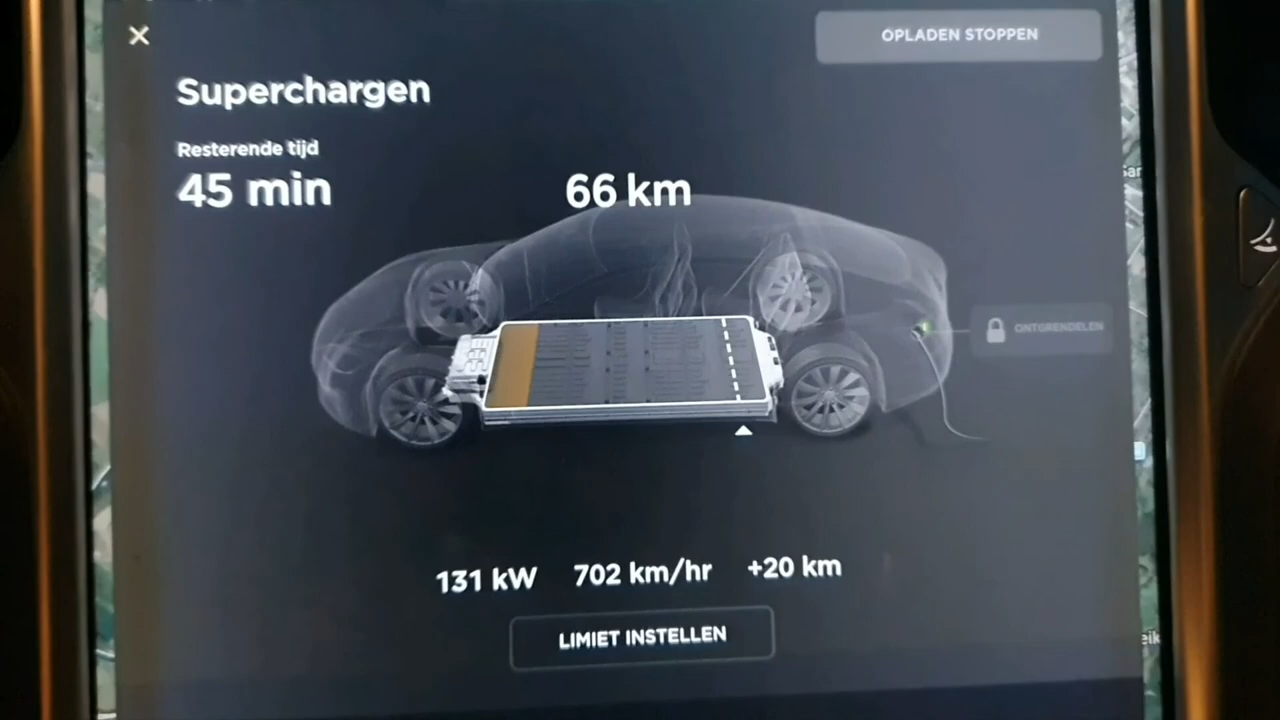 OPLADEN STOPPEN
Superchargen
Resterende tijd
45 min
66 km
ONTGRENDELEN
131 kW 702 km/hr +20 km
LIMIET INSTELLEN